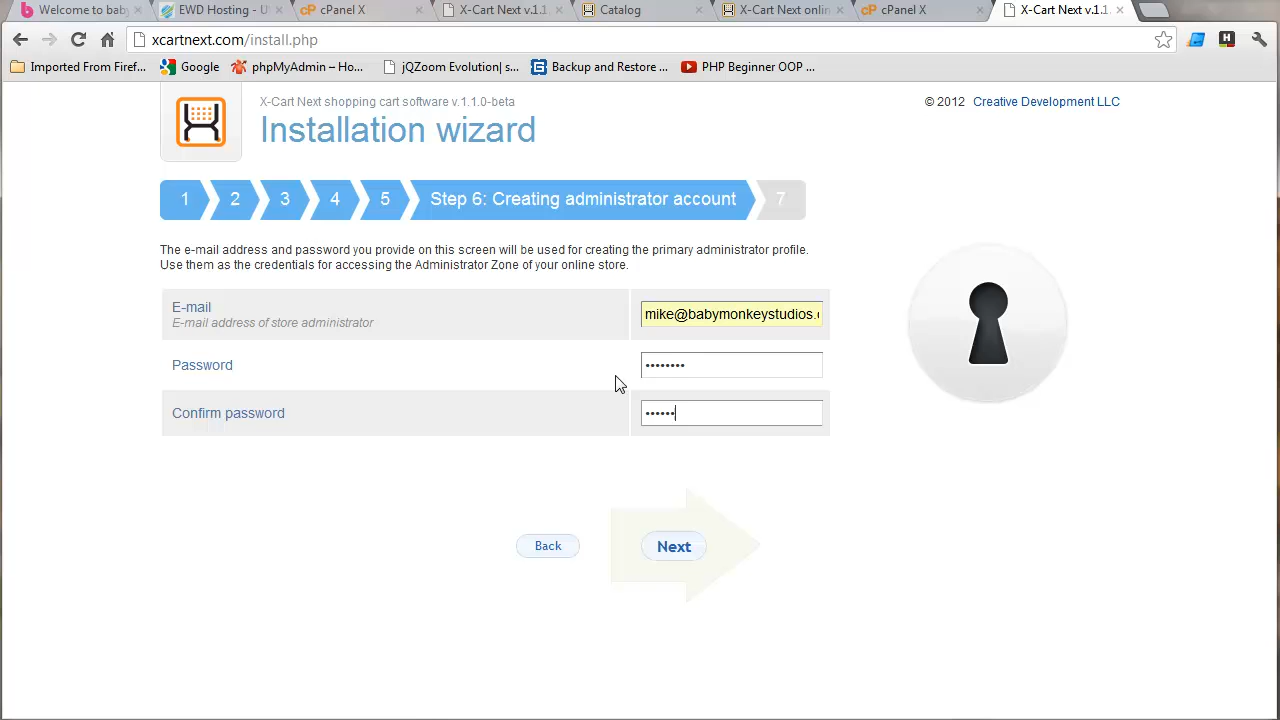 Welcome to baby
EWD Hosting - U
cP cPanel X
X-Cart Next v.1.1
Catalog
X-Cart Next onlin
cP cPanel X
X-Cart Next v.1.1
xcartnext.com/install.php
Imported From Firef...
Google
phpMyAdmin – Ho...
jQZoom Evolution| s...
Backup and Restore ...
PHP Beginner OOP ...
X-Cart Next shopping cart software v.1.1.0-beta
© 2012 Creative Development LLC
Installation wizard
1 2 3 4 5 Step 6: Creating administrator account 7
The e-mail address and password you provide on this screen will be used for creating the primary administrator profile.
Use them as the credentials for accessing the Administrator Zone of your online store.
E-mail
E-mail address of store administrator
mike@babymonkeystudios.
Password
••••••••
Confirm password
••••••
Back
Next